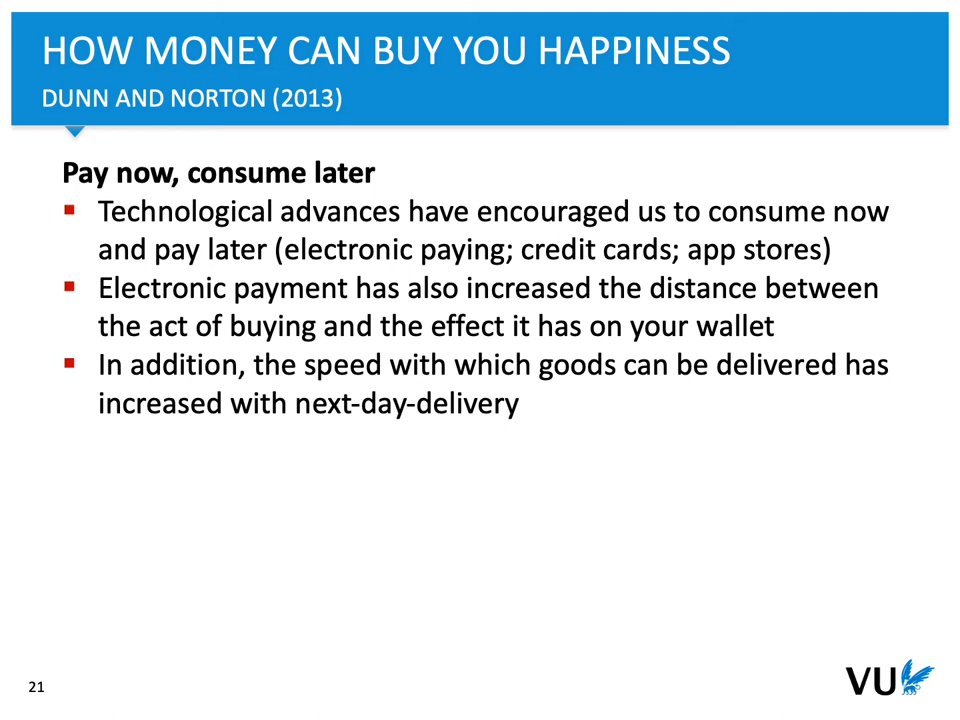 HOW MONEY CAN BUY YOU HAPPINESS
DUNN AND NORTON (2013)
Pay now, consume later
▪ Technological advances have encouraged us to consume now
and pay later (electronic paying; credit cards; app stores)
▪ Electronic payment has also increased the distance between
the act of buying and the effect it has on your wallet
▪ In addition, the speed with which goods can be delivered has
increased with next-day-delivery
21
VU